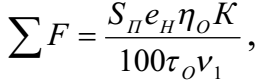 ∑F = (S_П e_Н η_О К) / (100 τ_О ν_1),